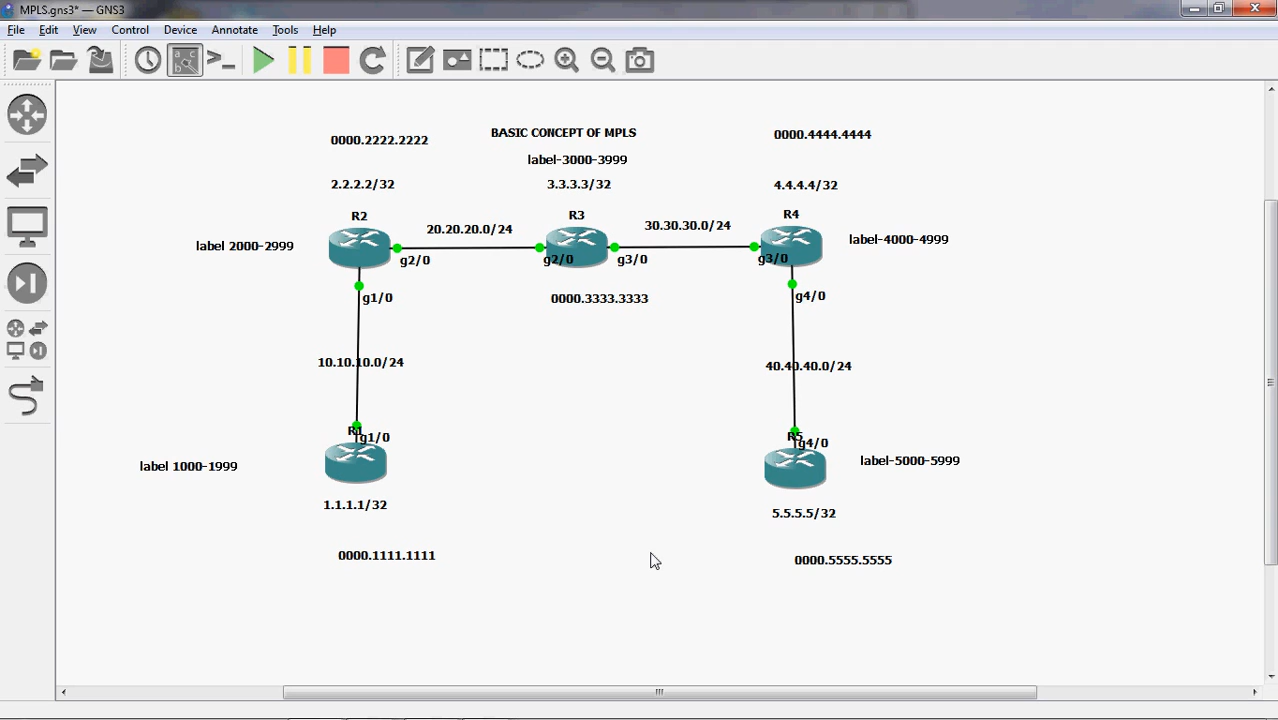 MPLS.gns3* — GNS3
File Edit View Control Device Annotate Tools Help
BASIC CONCEPT OF MPLS
0000.2222.2222
0000.4444.4444
label-3000-3999
2.2.2.2/32
3.3.3.3/32
4.4.4.4/32
R2
R3
R4
label 2000-2999
20.20.20.0/24
30.30.30.0/24
label-4000-4999
g2/0
g2/0
g3/0
g3/0
g1/0
0000.3333.3333
g4/0
10.10.10.0/24
40.40.40.0/24
R1
g1/0
R5
g4/0
label 1000-1999
label-5000-5999
1.1.1.1/32
5.5.5.5/32
0000.1111.1111
0000.5555.5555